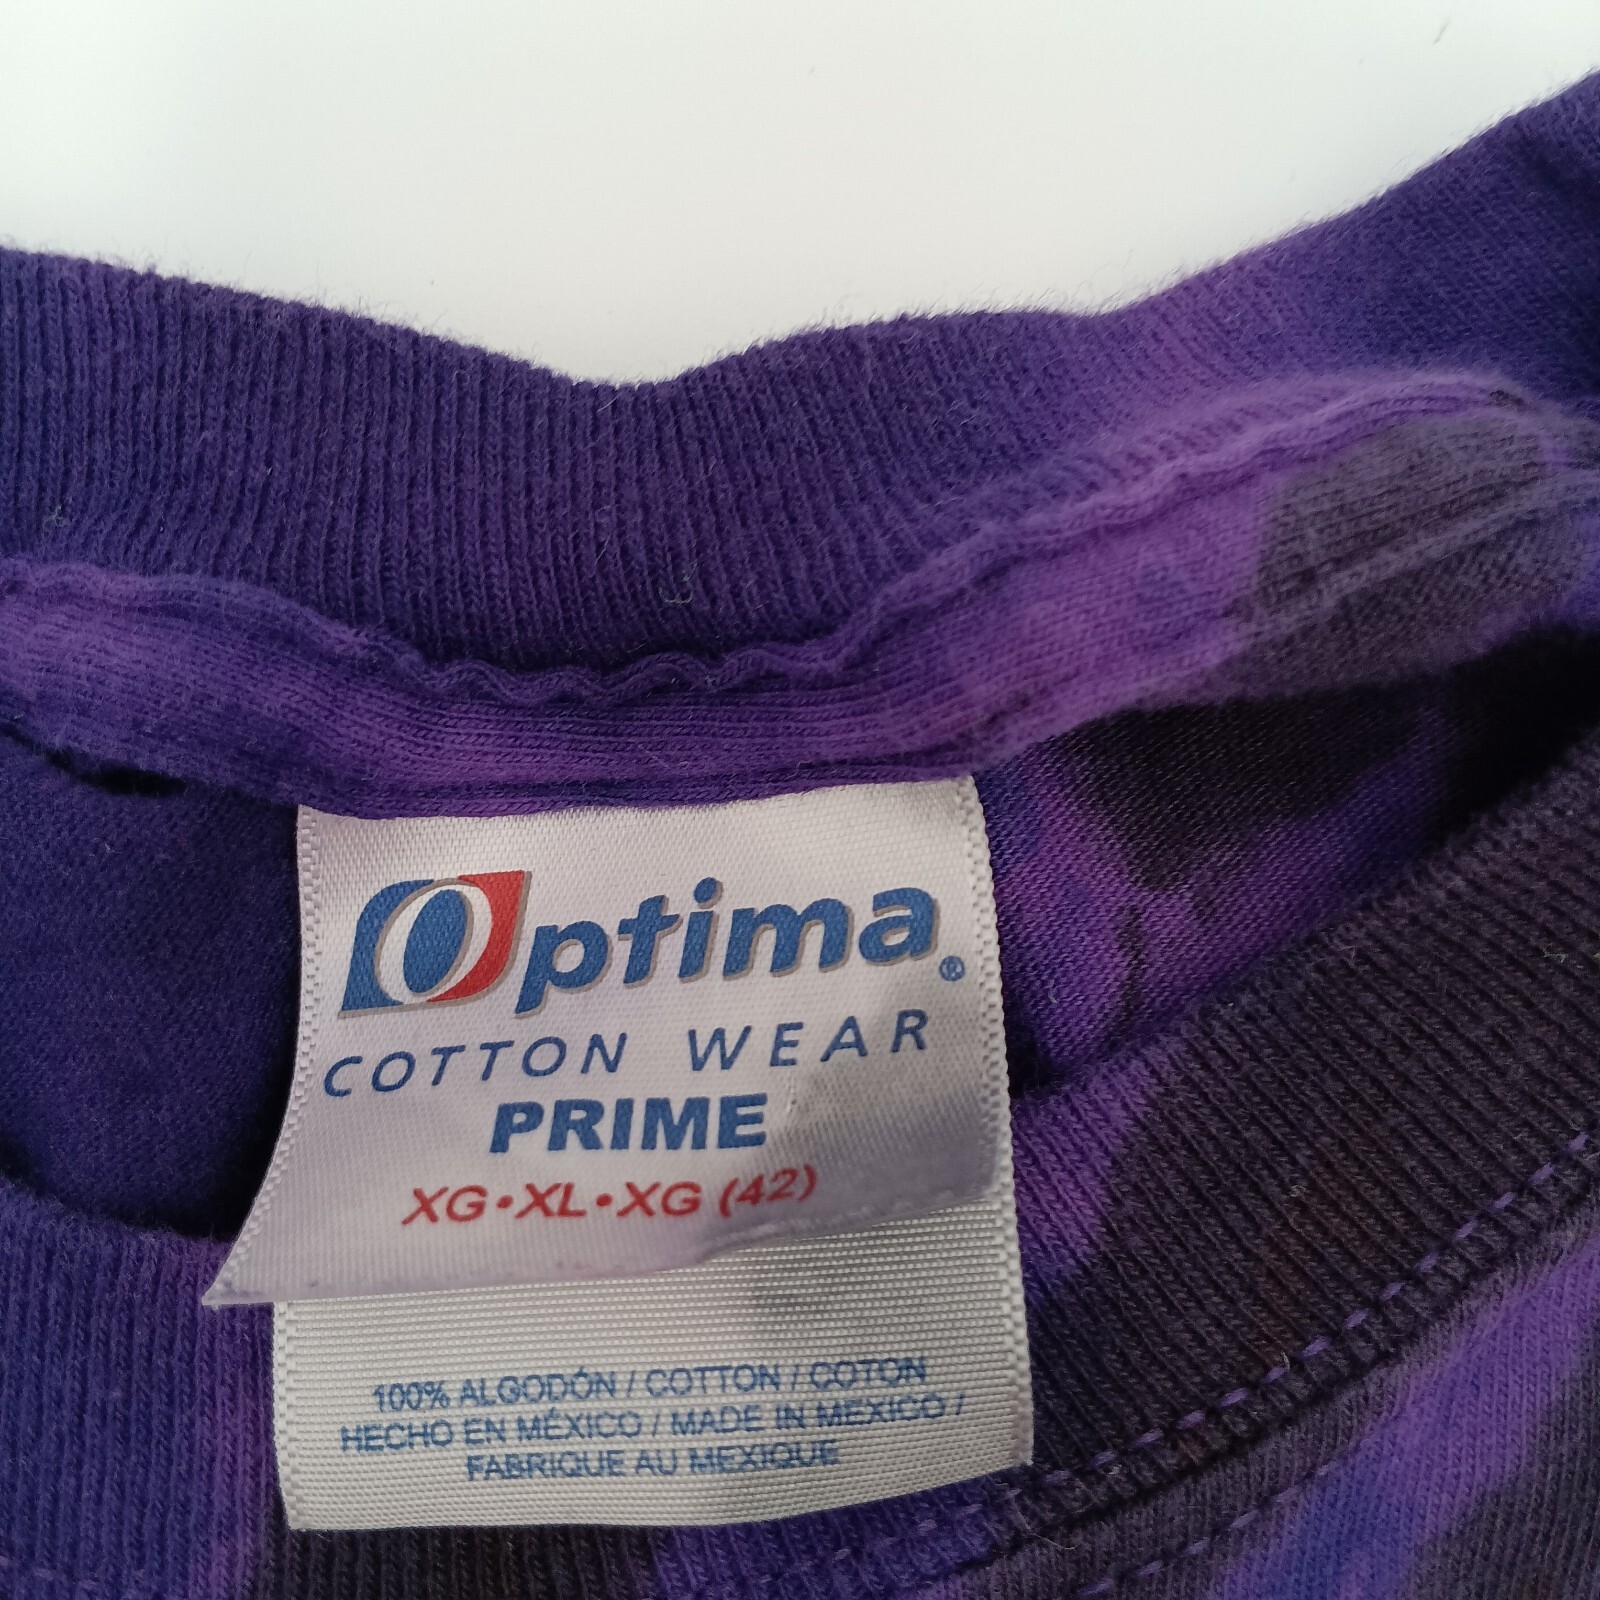 Optima®
COTTON WEAR
PRIME
XG•XL•XG (42)
100% ALGODÓN / COTTON / COTON
HECHO EN MÉXICO / MADE IN MEXICO /
FABRIQUE AU MEXIQUE